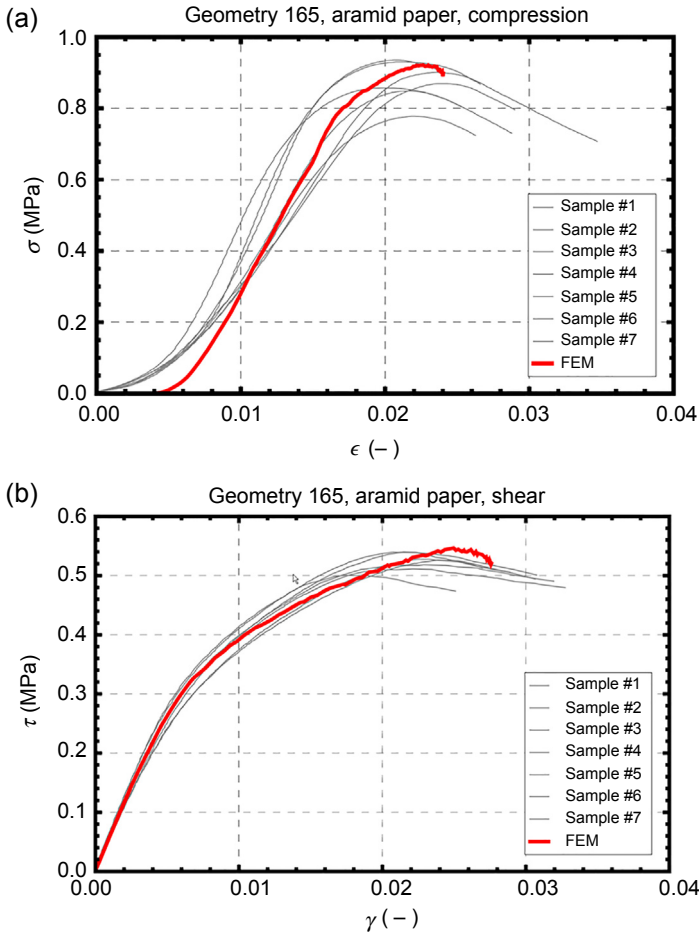 (a)
Geometry 165, aramid paper, compression
1.0
0.8
0.6
0.4
0.2
0.0
σ (MPa)
Sample #1
Sample #2
Sample #3
Sample #4
Sample #5
Sample #6
Sample #7
FEM
0.00 0.01 0.02 0.03 0.04
ϵ (–)
(b)
Geometry 165, aramid paper, shear
0.6
0.5
0.4
0.3
0.2
0.1
0.0
τ (MPa)
Sample #1
Sample #2
Sample #3
Sample #4
Sample #5
Sample #6
Sample #7
FEM
0.00 0.01 0.02 0.03 0.04
γ (–)